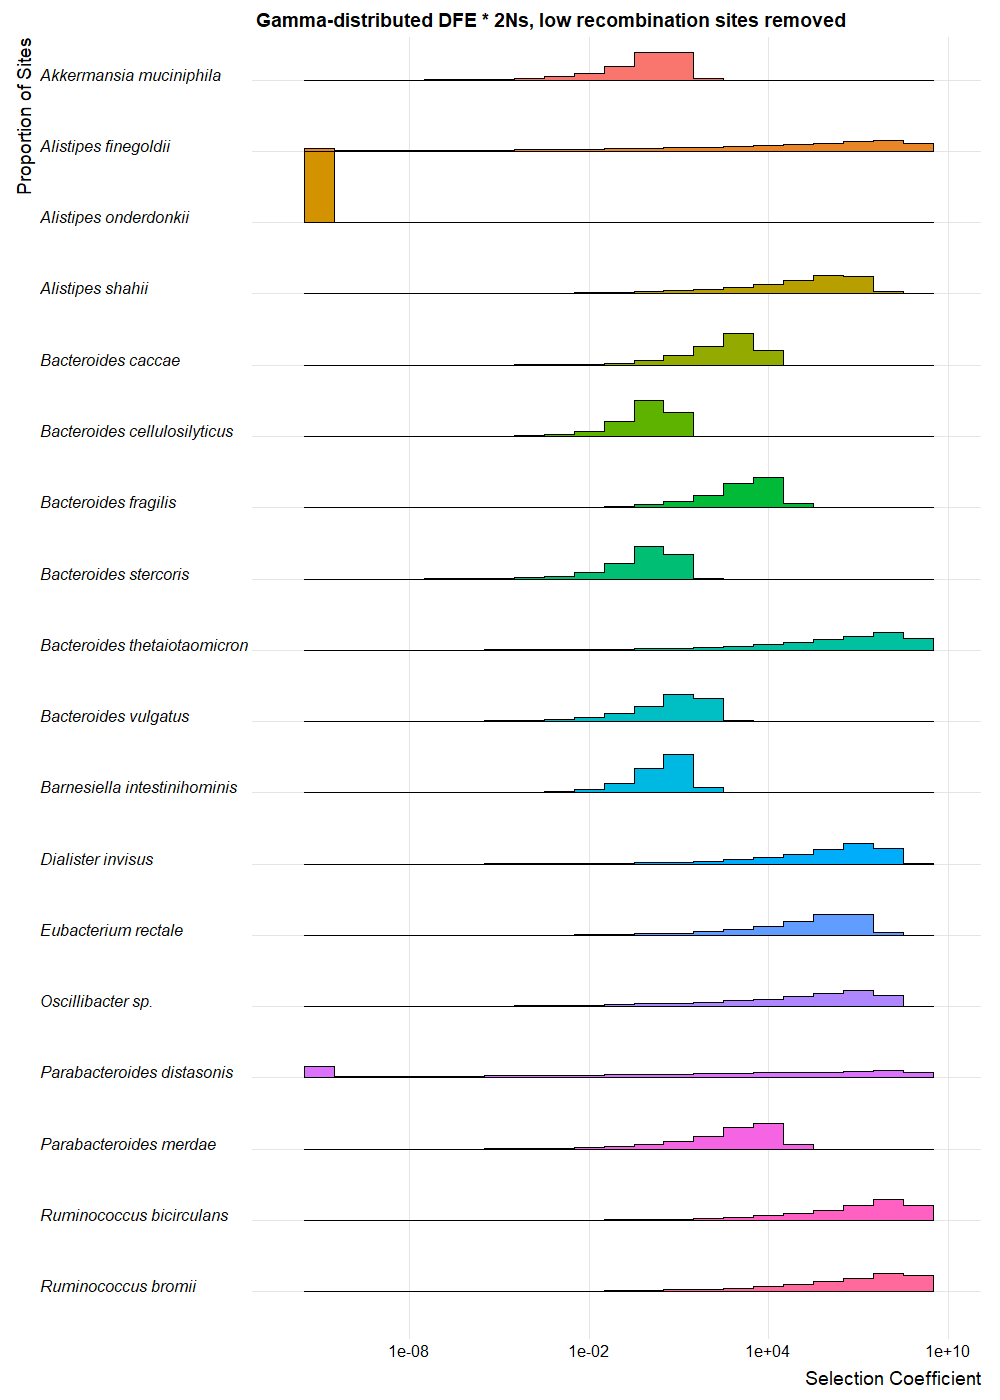 Gamma-distributed DFE * 2Ns, low recombination sites removed
Proportion of Sites
Akkermansia muciniphila
Alistipes finegoldii
Alistipes onderdonkii
Alistipes shahii
Bacteroides caccae
Bacteroides cellulosilyticus
Bacteroides fragilis
Bacteroides stercoris
Bacteroides thetaiotaomicron
Bacteroides vulgatus
Barnesiella intestinihominis
Dialister invisus
Eubacterium rectale
Oscillibacter sp.
Parabacteroides distasonis
Parabacteroides merdae
Ruminococcus bicirculans
Ruminococcus bromii
1e-08 1e-02 1e+04 1e+10
Selection Coefficient